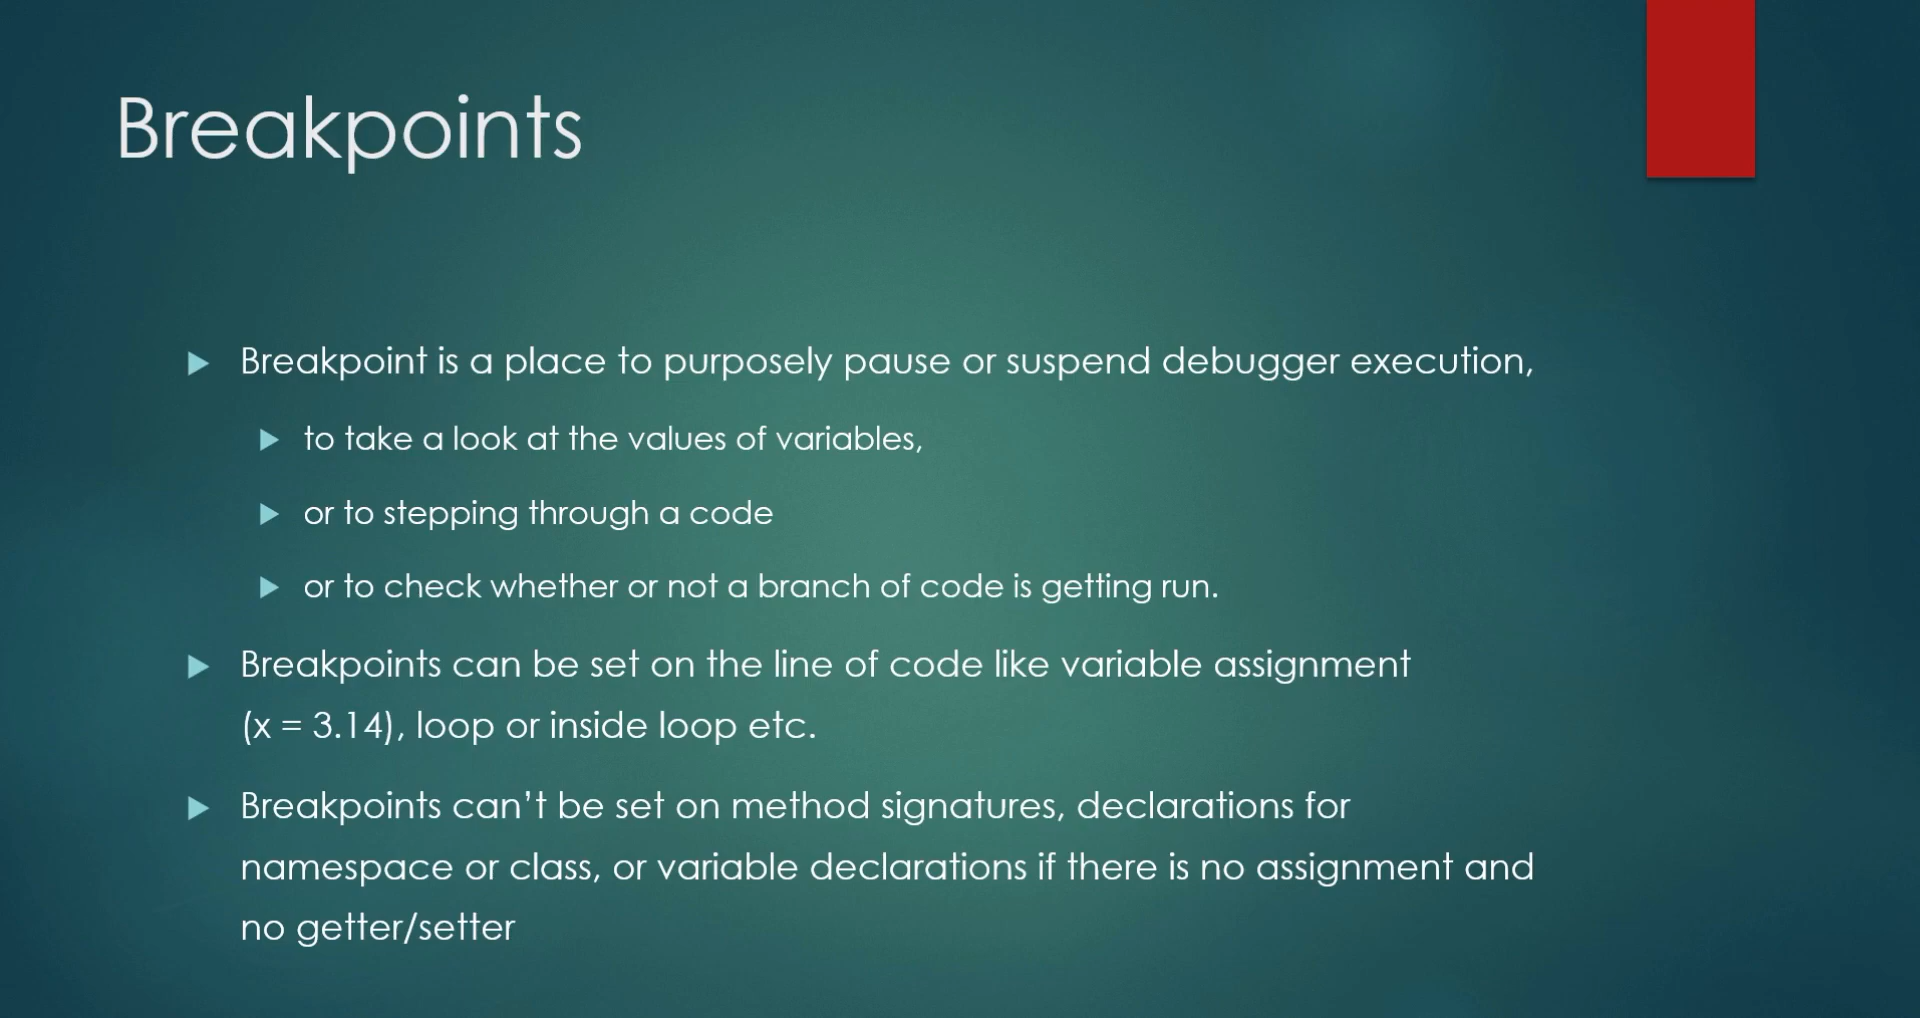 Breakpoints
Breakpoint is a place to purposely pause or suspend debugger execution,
to take a look at the values of variables,
or to stepping through a code
or to check whether or not a branch of code is getting run.
Breakpoints can be set on the line of code like variable assignment
(x = 3.14), loop or inside loop etc.
Breakpoints can’t be set on method signatures, declarations for
namespace or class, or variable declarations if there is no assignment and
no getter/setter